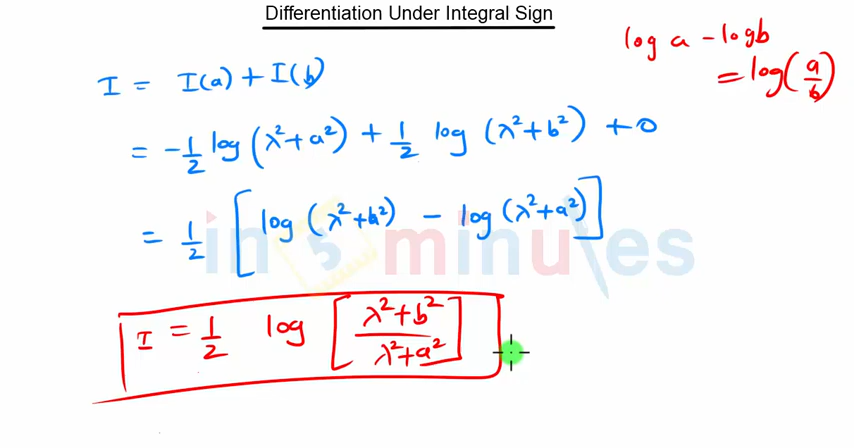 Differentiation Under Integral Sign
log a - log b
= log(a/b)
I = I(a) + I(b)
= -1/2 log(λ²+a²) + 1/2 log(λ²+b²) + 0
= 1/2 [log(λ²+b²) - log(λ²+a²)]
in 5 minutes
I = 1/2 log [λ²+b²/λ²+a²]